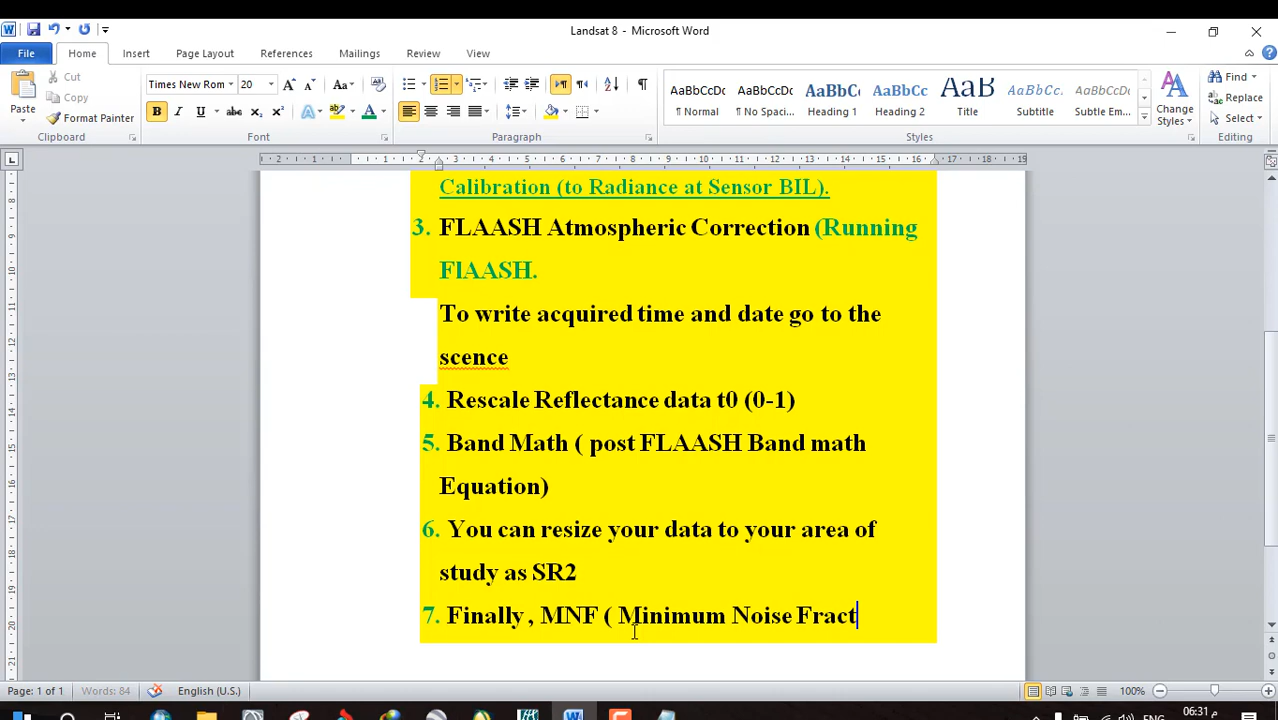 Landsat 8 - Microsoft Word
File Home Insert Page Layout References Mailings Review View
Paste
Cut
Copy
Format Painter
Clipboard
Times New Rom 20
Font
Paragraph
AaBbCcDc AaBbCcDc AaBbCc AaBbCc AaB AaBbCc. AaBbCcDc
¶ Normal ¶ No Spaci... Heading 1 Heading 2 Title Subtitle Subtle Em...
Change Styles
Styles
Find
Replace
Select
Editing
Calibration (to Radiance at Sensor BIL).
3. FLAASH Atmospheric Correction (Running
FlAASH.
To write acquired time and date go to the
scence
4. Rescale Reflectance data t0 (0-1)
5. Band Math ( post FLAASH Band math
Equation)
6. You can resize your data to your area of
study as SR2
7. Finally , MNF ( Minimum Noise Fract
Page: 1 of 1 Words: 84 English (U.S.) 100%
ENG 06:31 م